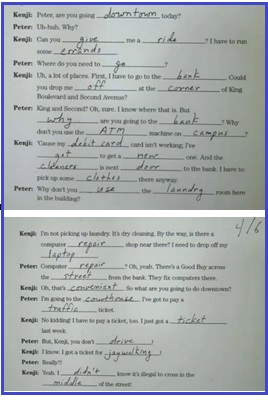 Kenji: Peter, are you going downtown today?
Peter: Uh-huh. Why?
Kenji: Can you give me a ride? I have to run
some errands.
Peter: Where do you need to go?
Kenji: Uh, a lot of places. First, I have to go to the bank. Could
you drop me off at the corner of King
Boulevard and Second Avenue?
Peter: King and Second? Oh, sure. I know where that is. But
why are you going to the bank? Why
don't you use the ATM machine on campus?
Kenji: 'Cause my debit card card isn't working. I've
got to get a new one. And the
cleaners is next door to the bank. I have to
pick up some clothes there anyway.
Peter: Why don't you use the laundry room here
in the building?
4/6
Kenji: I'm not picking up laundry. It's dry cleaning. By the way, is there a
computer repair shop near there? I need to drop off my
laptop
Peter: Computer repair? Oh, yeah. There's a Good Buy across
the street from the bank. They fix computers there.
Kenji: Oh, that's convenient. So what are you going to do downtown?
Peter: I'm going to the courthouse. I've got to pay a
traffic ticket.
Kenji: No kidding! I have to pay a ticket, too. I just got a ticket
last week.
Peter: But, Kenji, you don't drive!
Kenji: I know. I got a ticket for jaywalking!
Peter: Really?!
Kenji: Yeah. I didn't know it's illegal to cross in the
middle of the street!